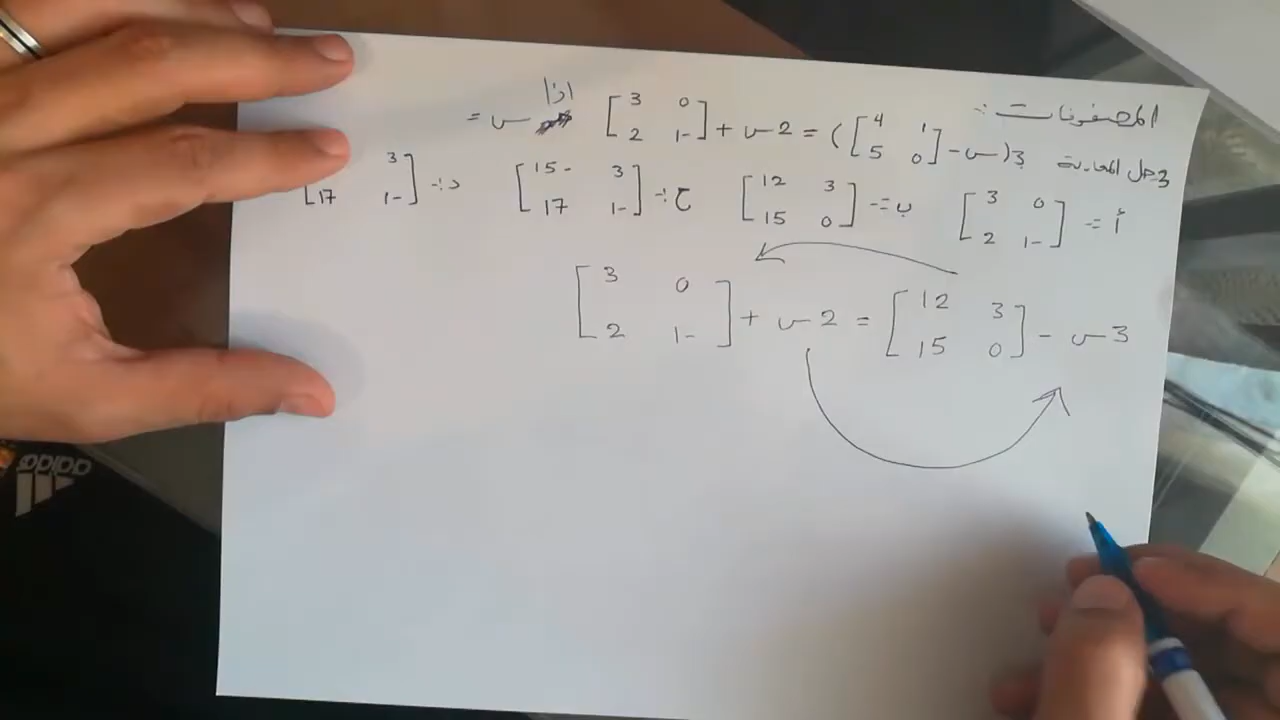 المصفوفات :-
3(س - [1 4 / 0 5]) = 2س + [0 3 / 1- 2] اذا س =
وحل المعادلة
أ :- [0 3 / 1- 2] ب :- [3 12 / 0 15] ج :- [3 15- / 1- 17] د :- [3 / 1- 17]
3س - [3 12 / 0 15] = 2س + [0 3 / 1- 2]
adidas